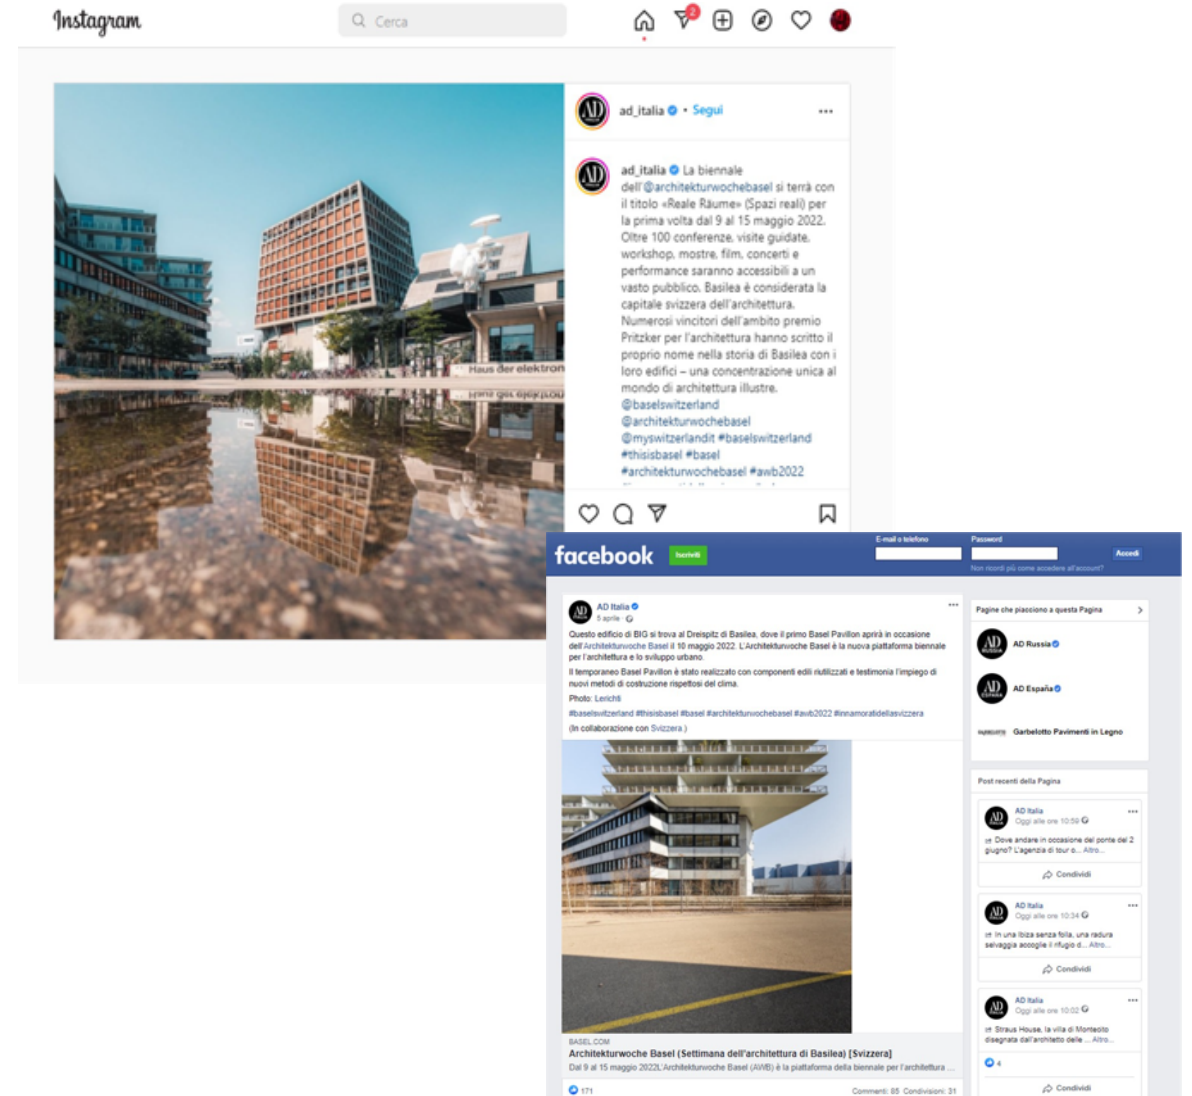 Instagram
Cerca
2
AD
ad_italia • Segui
AD
ad_italia La biennale
dell'@architekturwochebasel si terrà con
il titolo «Reale Räume» (Spazi reali) per
la prima volta dal 9 al 15 maggio 2022.
Oltre 100 conferenze, visite guidate,
workshop, mostre, film, concerti e
performance saranno accessibili a un
vasto pubblico. Basilea è considerata la
capitale svizzera dell'architettura.
Numerosi vincitori dell'ambito premio
Pritzker per l'architettura hanno scritto il
proprio nome nella storia di Basilea con i
loro edifici – una concentrazione unica al
mondo di architettura illustre.
@baselswitzerland
@architekturwochebasel
@myswitzerlandit #baselswitzerland
#thisisbasel #basel
#architekturwochebasel #awb2022
Haus der elektron
facebook
Iscriviti
E-mail o telefono
Password
Accedi
Non ricordi più come accedere all'account?
AD Italia
5 aprile ·
Questo edificio di BIG si trova al Dreispitz di Basilea, dove il primo Basel Pavillon aprirà in occasione
dell'Architekturwoche Basel il 10 maggio 2022. L'Architekturwoche Basel è la nuova piattaforma biennale
per l'architettura e lo sviluppo urbano.
Il temporaneo Basel Pavillon è stato realizzato con componenti edili riutilizzati e testimonia l'impiego di
nuovi metodi di costruzione rispettosi del clima.
Photo: Lerichti
#baselswitzerland #thisisbasel #basel #architekturwochebasel #awb2022 #innamoratidellasvizzera
(In collaborazione con Svizzera.)
BASEL.COM
Architekturwoche Basel (Settimana dell'architettura di Basilea) [Svizzera]
Dal 9 al 15 maggio 2022L'Architekturwoche Basel (AWB) è la piattaforma della biennale per l'architettura ...
171
Commenti: 85 Condivisioni: 31
Pagine che piacciono a questa Pagina
AD RUSSIA
AD Russia
AD ESPAÑA
AD España
Garbelotto Pavimenti in Legno
Post recenti della Pagina
AD Italia
Oggi alle ore 10:59
Dove andare in occasione del ponte del 2
giugno? L'agenzia di tour o... Altro...
Condividi
AD Italia
Oggi alle ore 10:34
In una Ibiza senza folla, una radura
selvaggia accoglie il rifugio d... Altro...
Condividi
AD Italia
Oggi alle ore 10:02
Straus House, la villa di Montecito
disegnata dall'architetto delle ... Altro...
4
Condividi